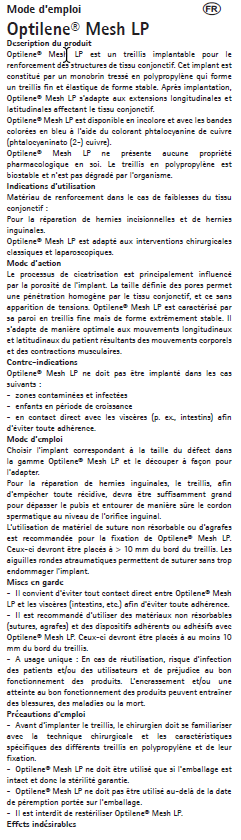 Mode d'emploi
FR
Optilene® Mesh LP
Description du produit
Optilene® Mesh LP est un treillis implantable pour le
renforcement des structures de tissu conjonctif. Cet implant est
constitué par un monobrin tressé en polypropylène qui forme
un treillis fin et élastique de forme stable. Après implantation,
Optilene® Mesh LP s'adapte aux extensions longitudinales et
latitudinales affectant le tissu conjonctif.
Optilene® Mesh LP est disponible en incolore et avec les bandes
colorées en bleu à l'aide du colorant phtalocyanine de cuivre
(phtalocyaninato (2-) cuivre).
Optilene® Mesh LP ne présente aucune propriété
pharmacologique en soi. Le treillis en polypropylène est
biostable et n'est pas dégradé par l'organisme.
Indications d'utilisation
Matériau de renforcement dans le cas de faiblesses du tissu
conjonctif :
Pour la réparation de hernies incisionnelles et de hernies
inguinales.
Optilene® Mesh LP est adapté aux interventions chirurgicales
classiques et laparoscopiques.
Mode d'action
Le processus de cicatrisation est principalement influencé
par la porosité de l'implant. La taille définie des pores permet
une pénétration homogène par le tissu conjonctif, et ce sans
apparition de tensions. Optilene® Mesh LP est caractérisé par
sa paroi en treillis fine mais de forme extrêmement stable. Il
s'adapte de manière optimale aux mouvements longitudinaux
et latitudinaux du patient résultants des mouvements corporels
et des contractions musculaires.
Contre-indications
Optilene® Mesh LP ne doit pas être implanté dans les cas
suivants :
- zones contaminées et infectées
- enfants en période de croissance
- en contact direct avec les viscères (p. ex., intestins) afin
d'éviter toute adhérence.
Mode d'emploi
Choisir l'implant correspondant à la taille du défect dans
la gamme Optilene® Mesh LP et le découper à façon pour
l'adapter.
Pour la réparation de hernies inguinales, le treillis, afin
d'empêcher toute récidive, devra être suffisamment grand
pour dépasser le pubis et entourer de manière sûre le cordon
spermatique au niveau de l'orifice inguinal.
L'utilisation de matériel de suture non résorbable ou d'agrafes
est recommandée pour la fixation de Optilene® Mesh LP.
Ceux-ci devront être placés à > 10 mm du bord du treillis. Les
aiguilles rondes atraumatiques permettent de suturer sans trop
endommager l'implant.
Mises en garde
- Il convient d'éviter tout contact direct entre Optilene® Mesh
LP et les viscères (intestins, etc.) afin d'éviter toute adhérence.
- Il est recommandé d'utiliser des matériaux non résorbables
(sutures, agrafes) et des dispositifs adhérents ou adhésifs avec
Optilene® Mesh LP. Ceux-ci devront être placés à au moins 10
mm du bord du treillis.
- A usage unique : En cas de réutilisation, risque d'infection
des patients et/ou des utilisateurs et de préjudice au bon
fonctionnement des produits. L'encrassement et/ou une
atteinte au bon fonctionnement des produits peuvent entraîner
des blessures, des maladies ou la mort.
Précautions d'emploi
- Avant d'implanter le treillis, le chirurgien doit se familiariser
avec la technique chirurgicale et les caractéristiques
spécifiques des différents treillis en polypropylène et de leur
fixation.
- Optilene® Mesh LP ne doit être utilisé que si l'emballage est
intact et donc la stérilité garantie.
- Optilene® Mesh LP ne doit pas être utilisé au-delà de la date
de péremption portée sur l'emballage.
- Il est interdit de restériliser Optilene® Mesh LP.
Effets indésirables